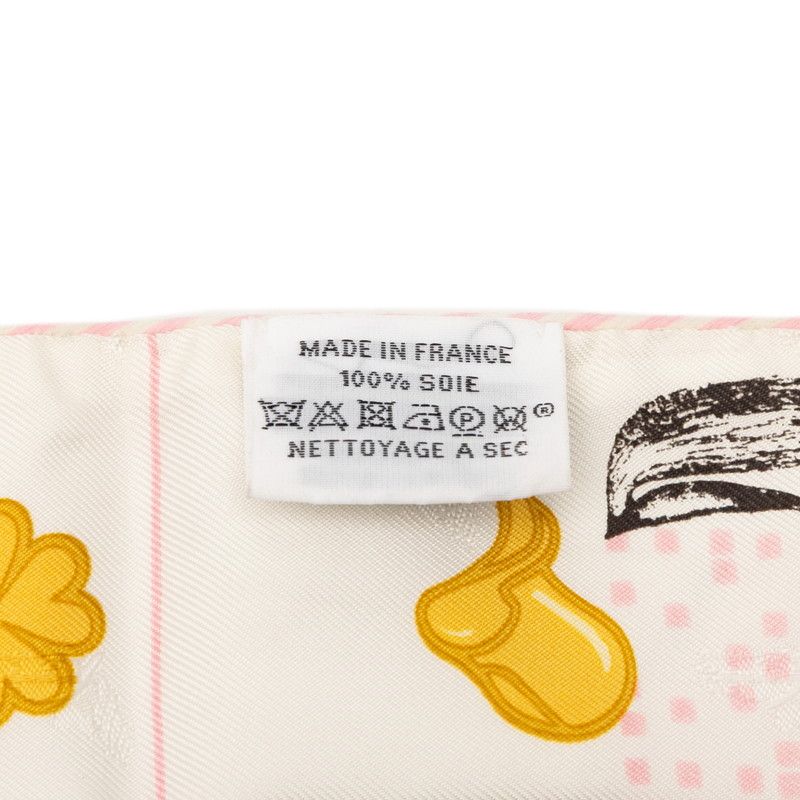 MADE IN FRANCE
100% SOIE
P ®
NETTOYAGE A SEC